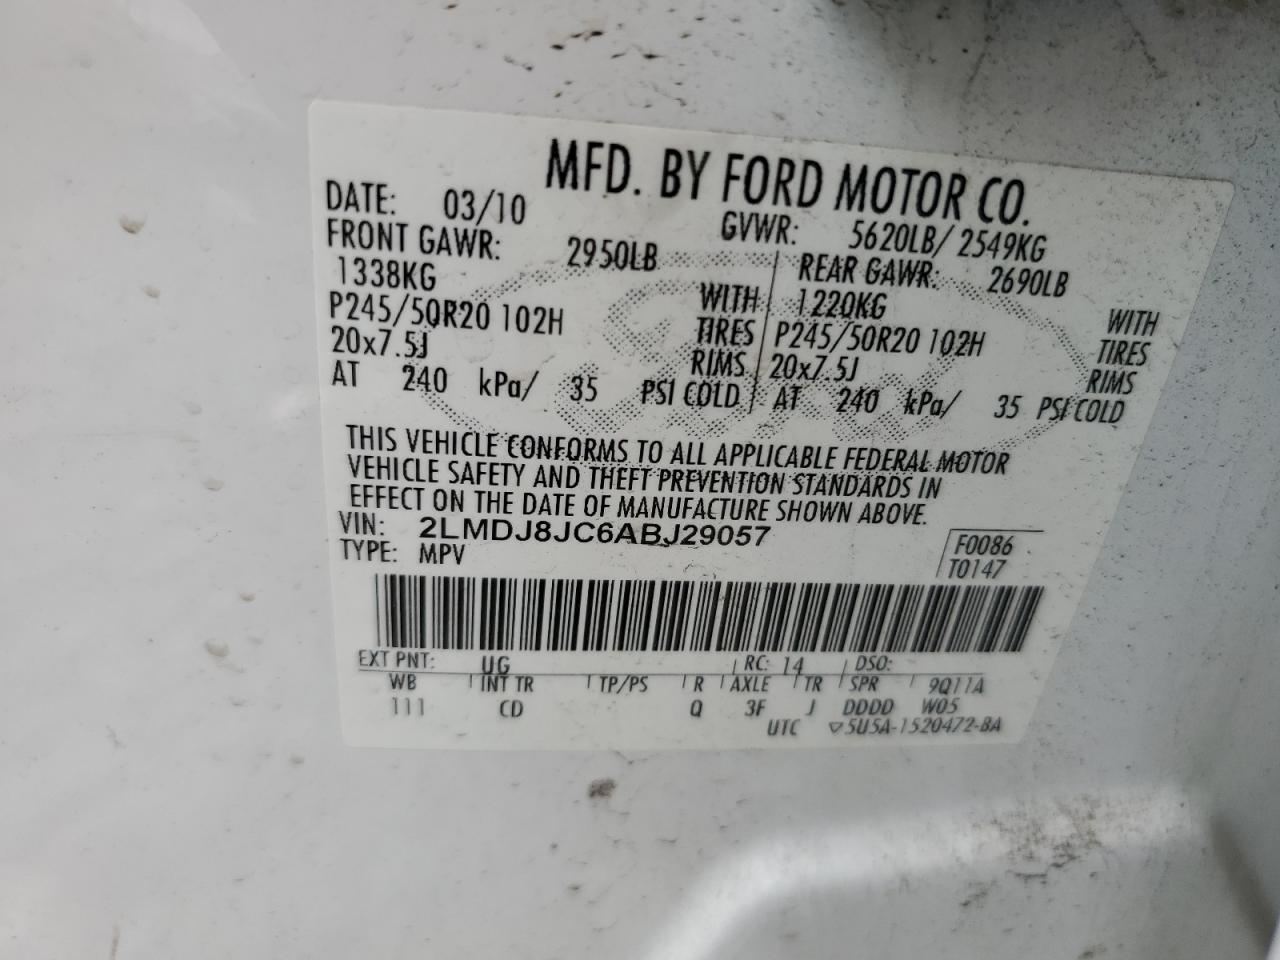 MFD. BY FORD MOTOR CO.
DATE: 03/10 GVWR: 5620LB/ 2549KG
FRONT GAWR: 2950LB REAR GAWR: 2690LB
1338KG WITH 1220KG WITH
P245/50R20 102H TIRES P245/50R20 102H TIRES
20x7.5J RIMS 20x7.5J RIMS
AT 240 kPa/ 35 PSI COLD AT 240 kPa/ 35 PSI COLD
THIS VEHICLE CONFORMS TO ALL APPLICABLE FEDERAL MOTOR
VEHICLE SAFETY AND THEFT PREVENTION STANDARDS IN
EFFECT ON THE DATE OF MANUFACTURE SHOWN ABOVE.
VIN: 2LMDJ8JC6ABJ29057 F0086
TYPE: MPV T0147
EXT PNT: UG RC: 14 DSO:
WB INT TR TP/PS R AXLE TR SPR 9Q11A
111 CD Q 3F J DDDD W05
UTC ▽5U5A-1520472-BA